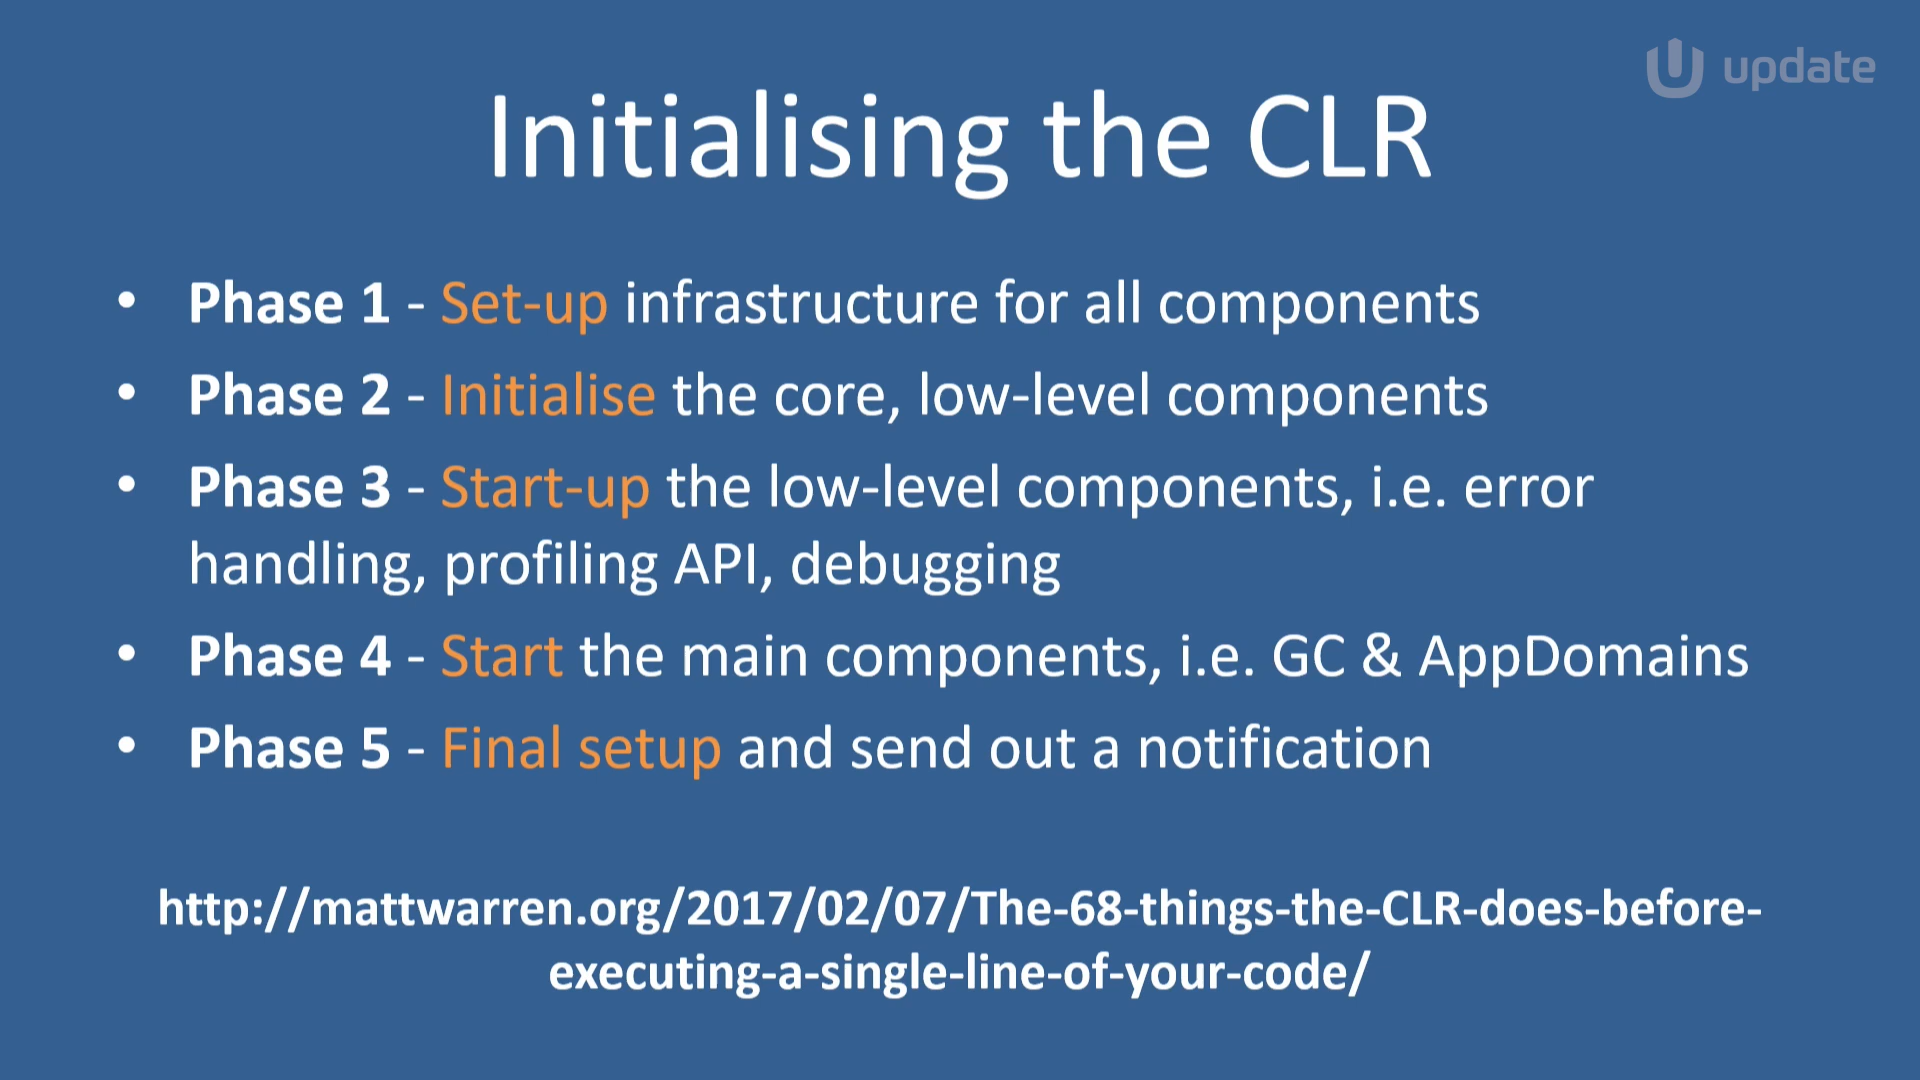 update
Initialising the CLR
• Phase 1 - Set-up infrastructure for all components
• Phase 2 - Initialise the core, low-level components
• Phase 3 - Start-up the low-level components, i.e. error
handling, profiling API, debugging
• Phase 4 - Start the main components, i.e. GC & AppDomains
• Phase 5 - Final setup and send out a notification
http://mattwarren.org/2017/02/07/The-68-things-the-CLR-does-before-
executing-a-single-line-of-your-code/